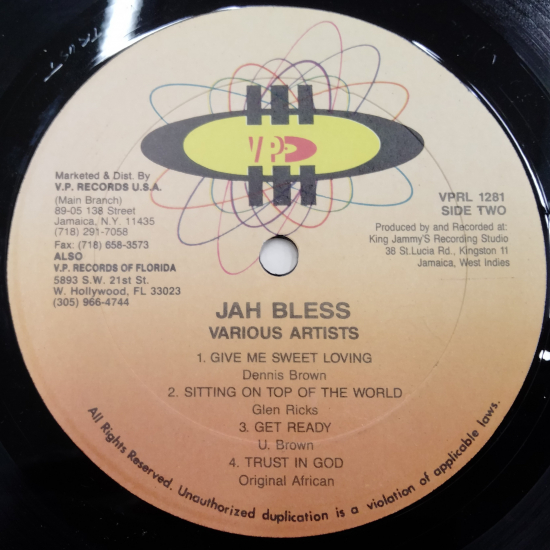 VP
Marketed & Dist. By
V.P. RECORDS U.S.A.
(Main Branch)
89-05 138 Street
Jamaica, N.Y. 11435
(718) 291-7058
Fax: (718) 658-3573
ALSO
V.P. RECORDS OF FLORIDA
5893 S.W. 21st St.
W. Hollywood, FL 33023
(305) 966-4744
VPRL 1281
SIDE TWO
Produced by and Recorded at:
King Jammy'S Recording Studio
38 St.Lucia Rd., Kingston 11
Jamaica, West Indies
JAH BLESS
VARIOUS ARTISTS
1. GIVE ME SWEET LOVING
Dennis Brown
2. SITTING ON TOP OF THE WORLD
Glen Ricks
3. GET READY
U. Brown
4. TRUST IN GOD
Original African
All Rights Reserved. Unauthorized duplication is a violation of applicable laws.